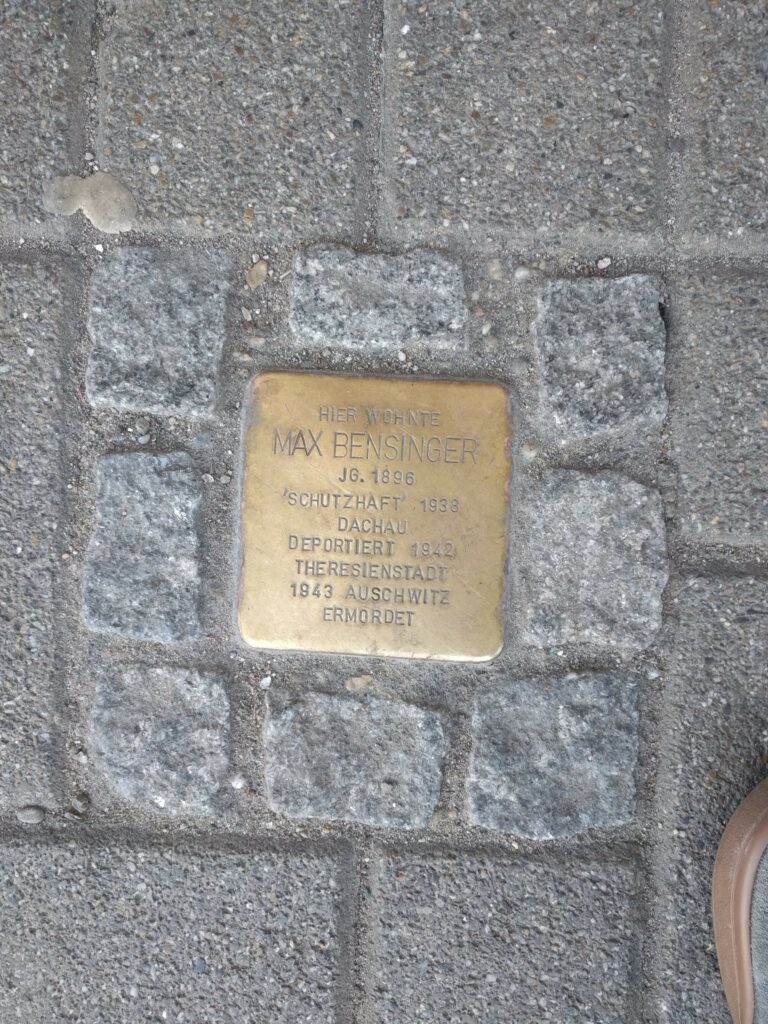 HIER WOHNTE
MAX BENSINGER
JG. 1896
'SCHUTZHAFT' 1938
DACHAU
DEPORTIERT 1942
THERESIENSTADT
1943 AUSCHWITZ
ERMORDET